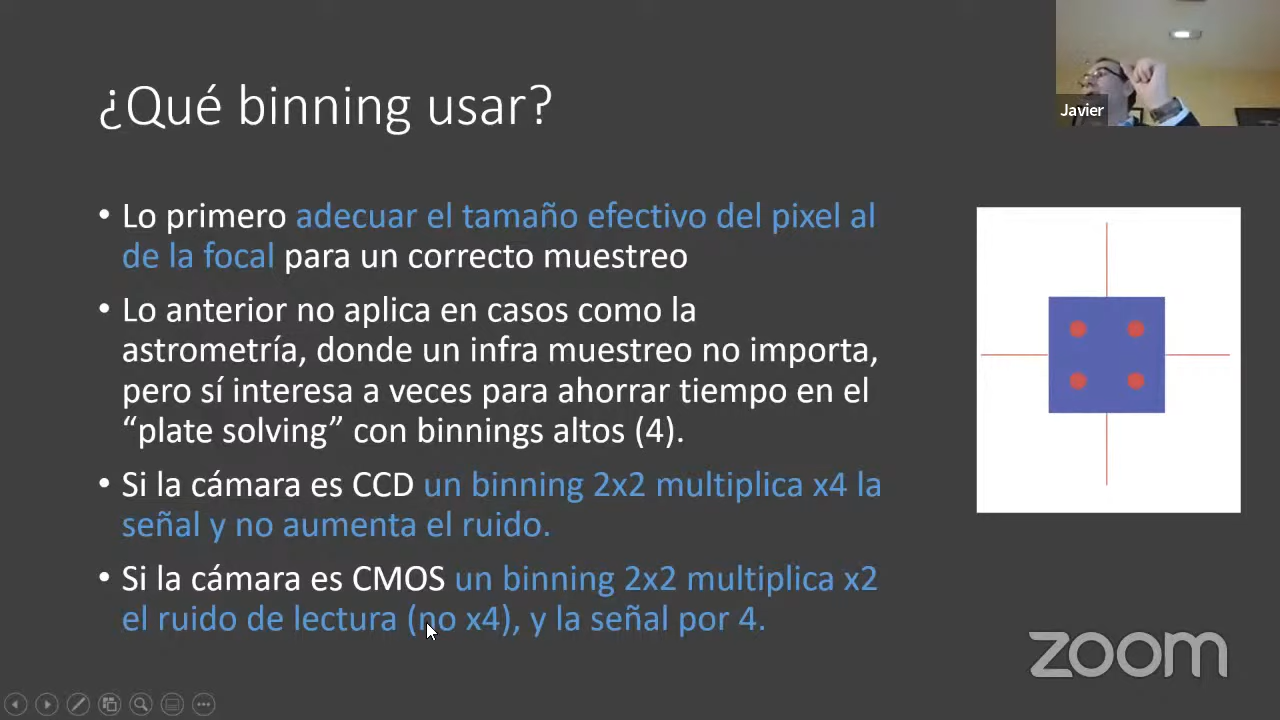 ¿Qué binning usar?
Javier
• Lo primero adecuar el tamaño efectivo del pixel al
de la focal para un correcto muestreo
• Lo anterior no aplica en casos como la
astrometría, donde un infra muestreo no importa,
pero sí interesa a veces para ahorrar tiempo en el
“plate solving” con binnings altos (4).
• Si la cámara es CCD un binning 2x2 multiplica x4 la
señal y no aumenta el ruido.
• Si la cámara es CMOS un binning 2x2 multiplica x2
el ruido de lectura (no x4), y la señal por 4.
zoom